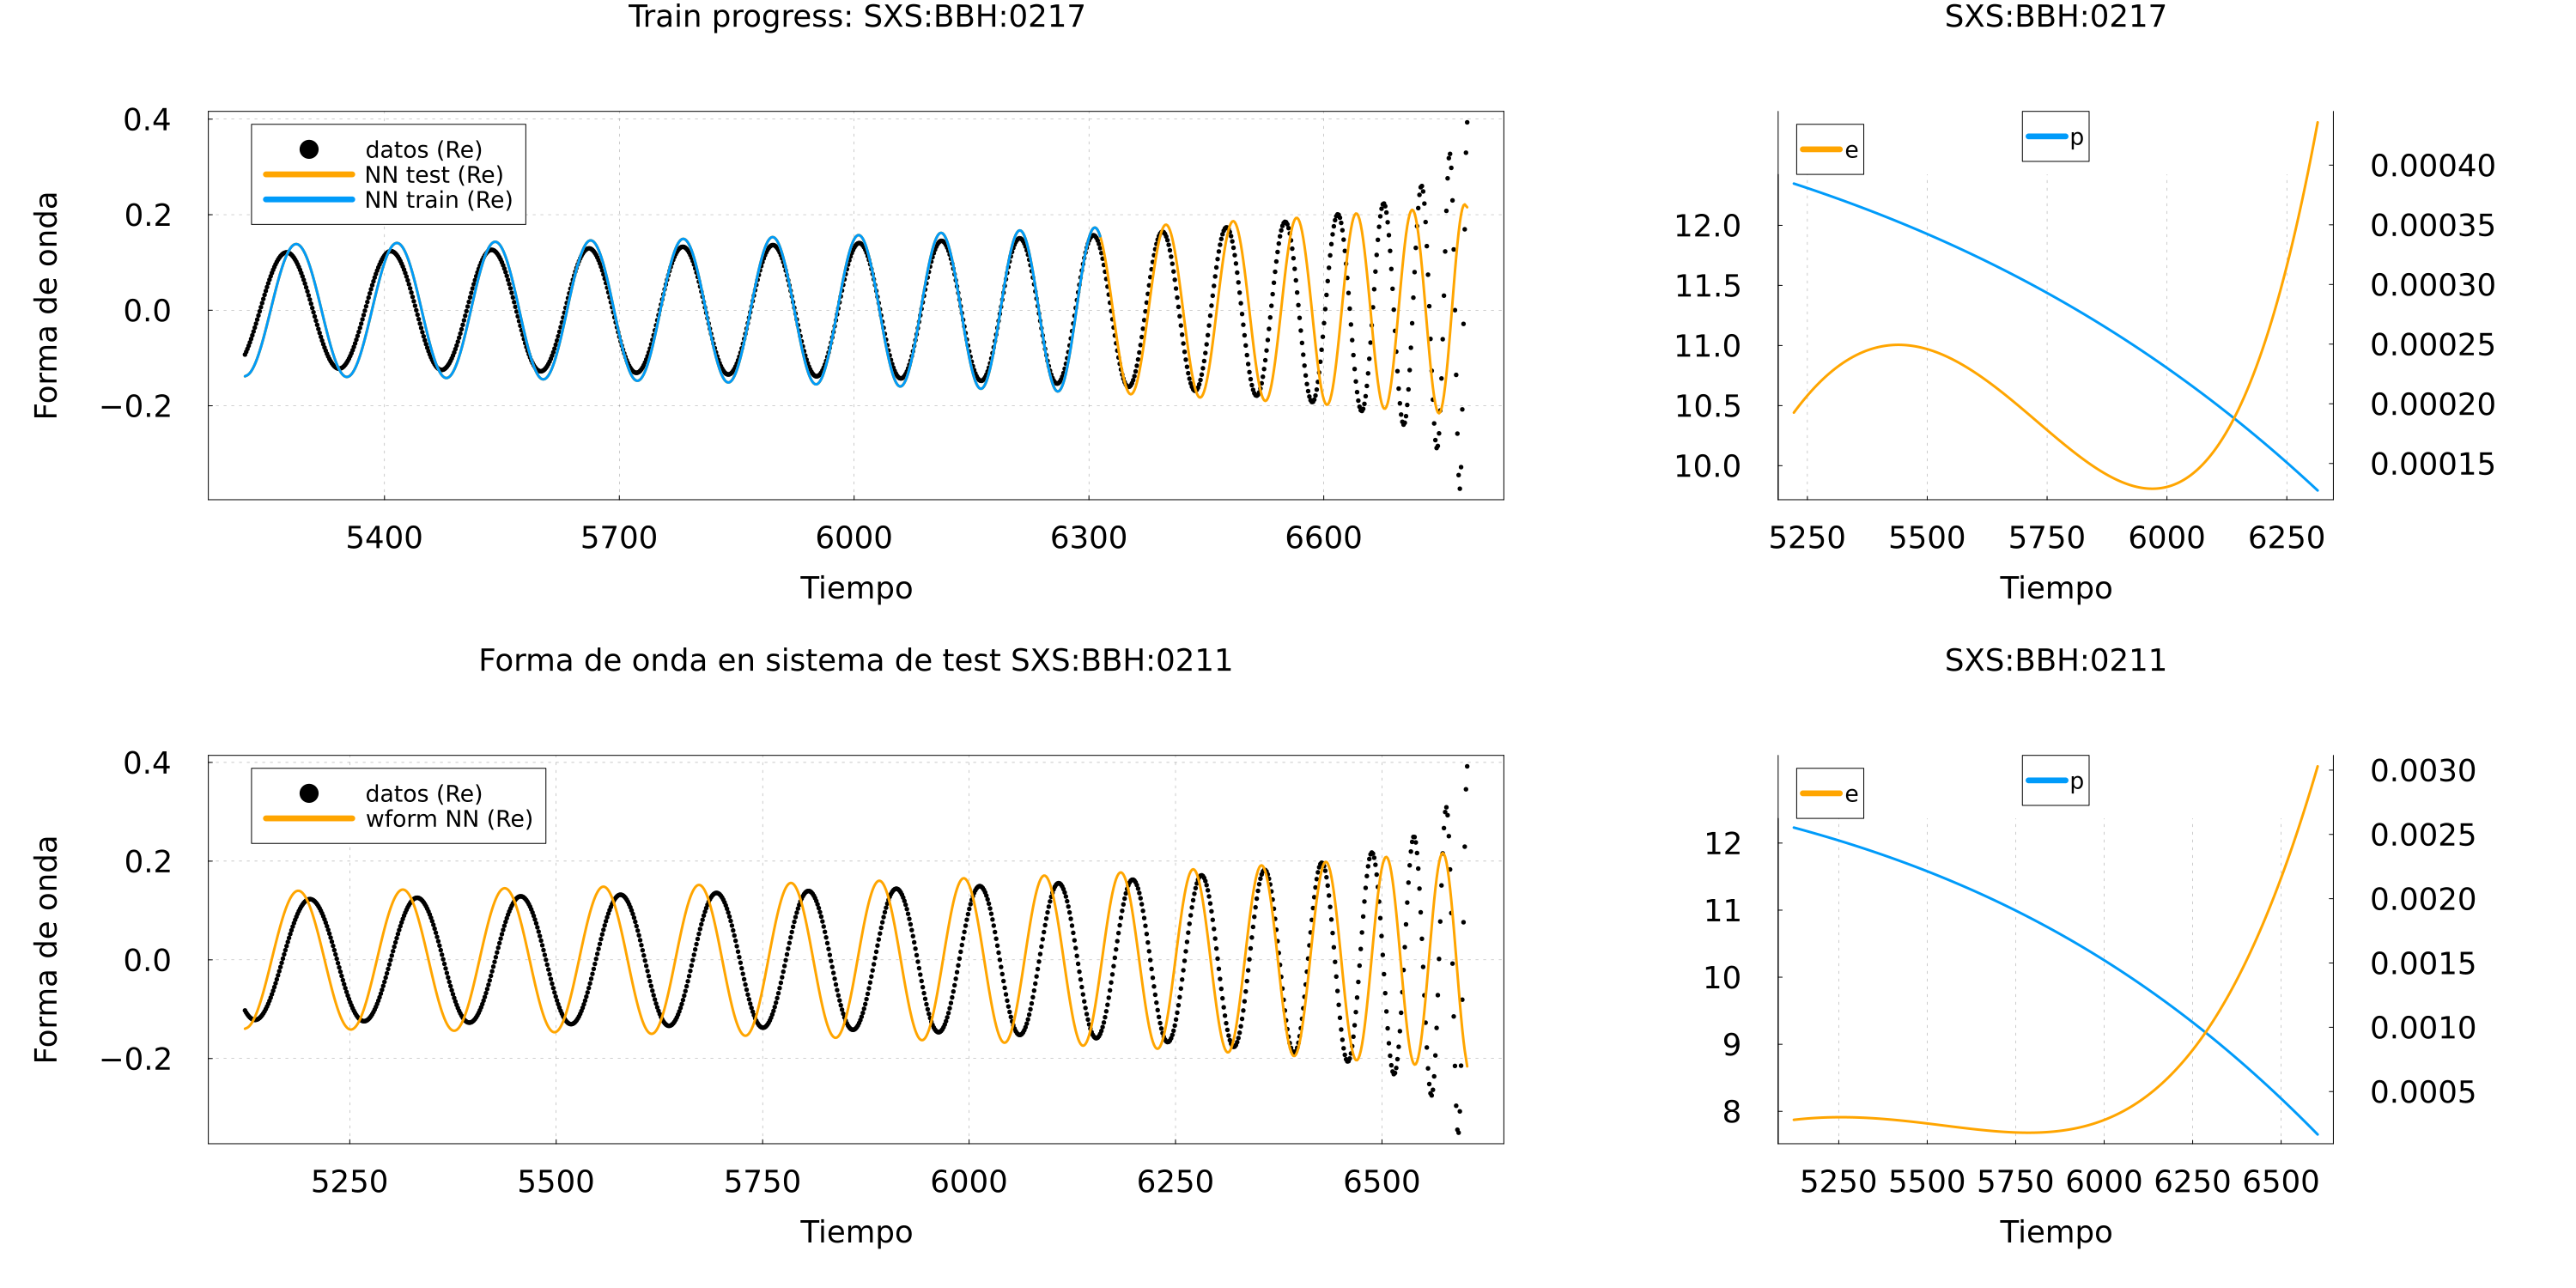 Train progress: SXS:BBH:0217
datos (Re)
NN test (Re)
NN train (Re)
0.4
0.2
0.0
−0.2
Forma de onda
5400 5700 6000 6300 6600
Tiempo
SXS:BBH:0217
e
p
12.0
11.5
11.0
10.5
10.0
0.00040
0.00035
0.00030
0.00025
0.00020
0.00015
5250 5500 5750 6000 6250
Tiempo
Forma de onda en sistema de test SXS:BBH:0211
datos (Re)
wform NN (Re)
0.4
0.2
0.0
−0.2
Forma de onda
5250 5500 5750 6000 6250 6500
Tiempo
SXS:BBH:0211
e
p
12
11
10
9
8
0.0030
0.0025
0.0020
0.0015
0.0010
0.0005
5250 5500 5750 6000 6250 6500
Tiempo